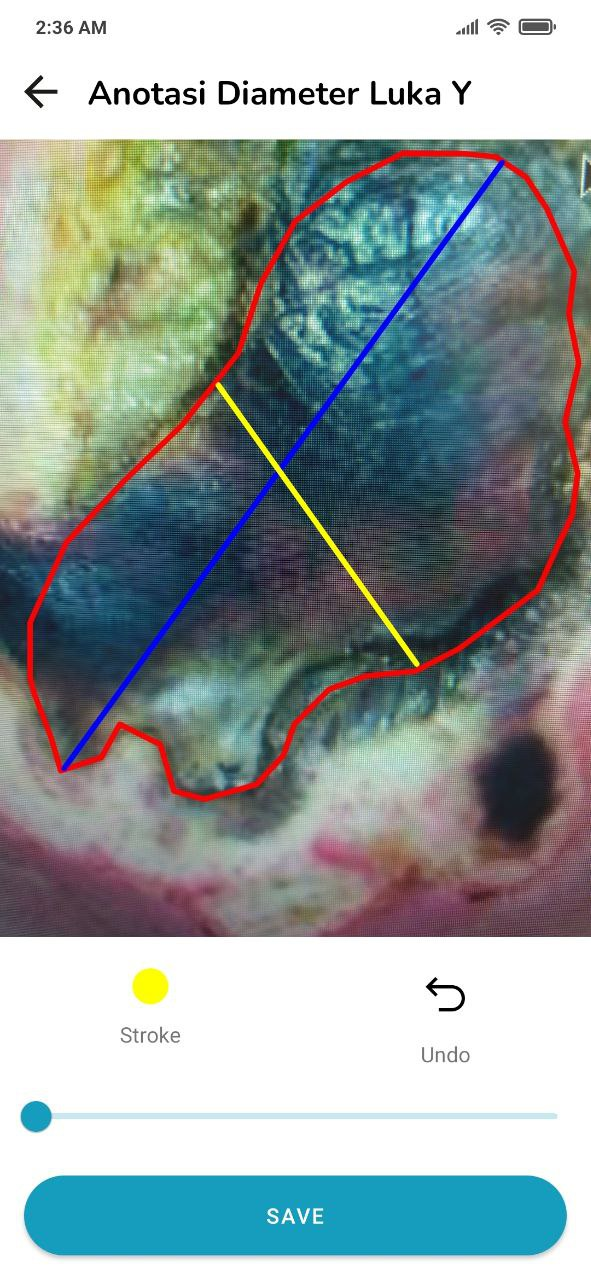 2:36 AM
Anotasi Diameter Luka Y
Stroke
Undo
SAVE